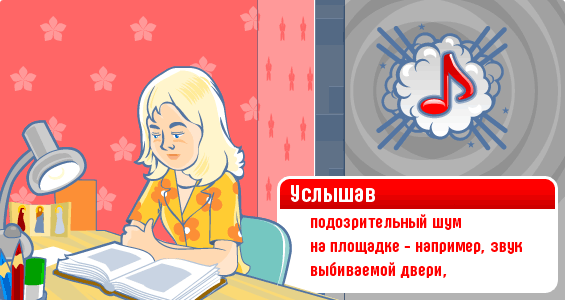 Услышав
подозрительный шум
на площадке - например, звук
выбиваемой двери,